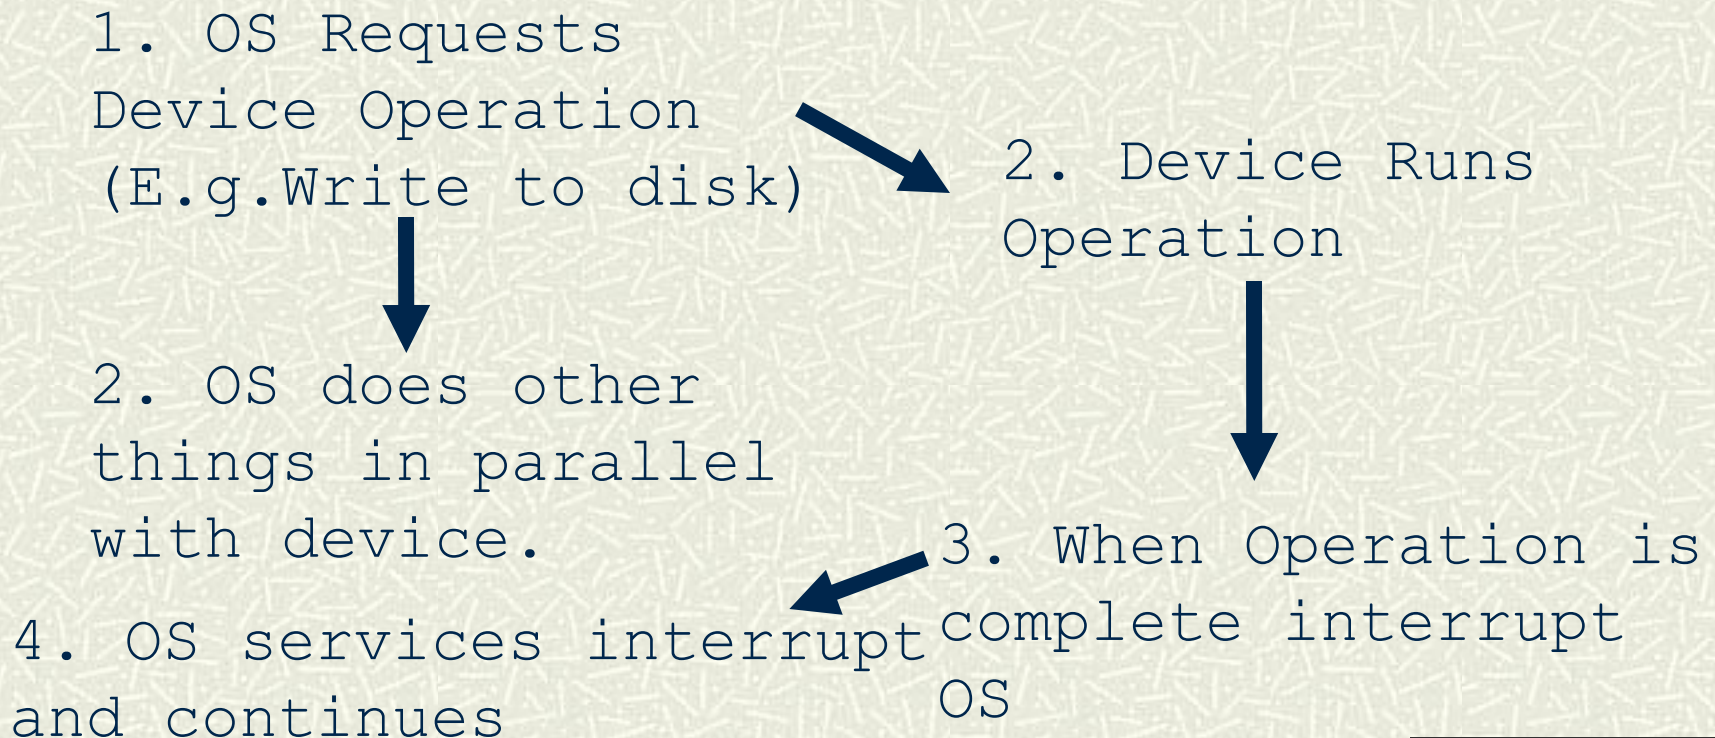 1. OS Requests
Device Operation
(E.g.Write to disk)
2. Device Runs
Operation
2. OS does other
things in parallel
with device.
3. When Operation is
complete interrupt
OS
4. OS services interrupt
and continues